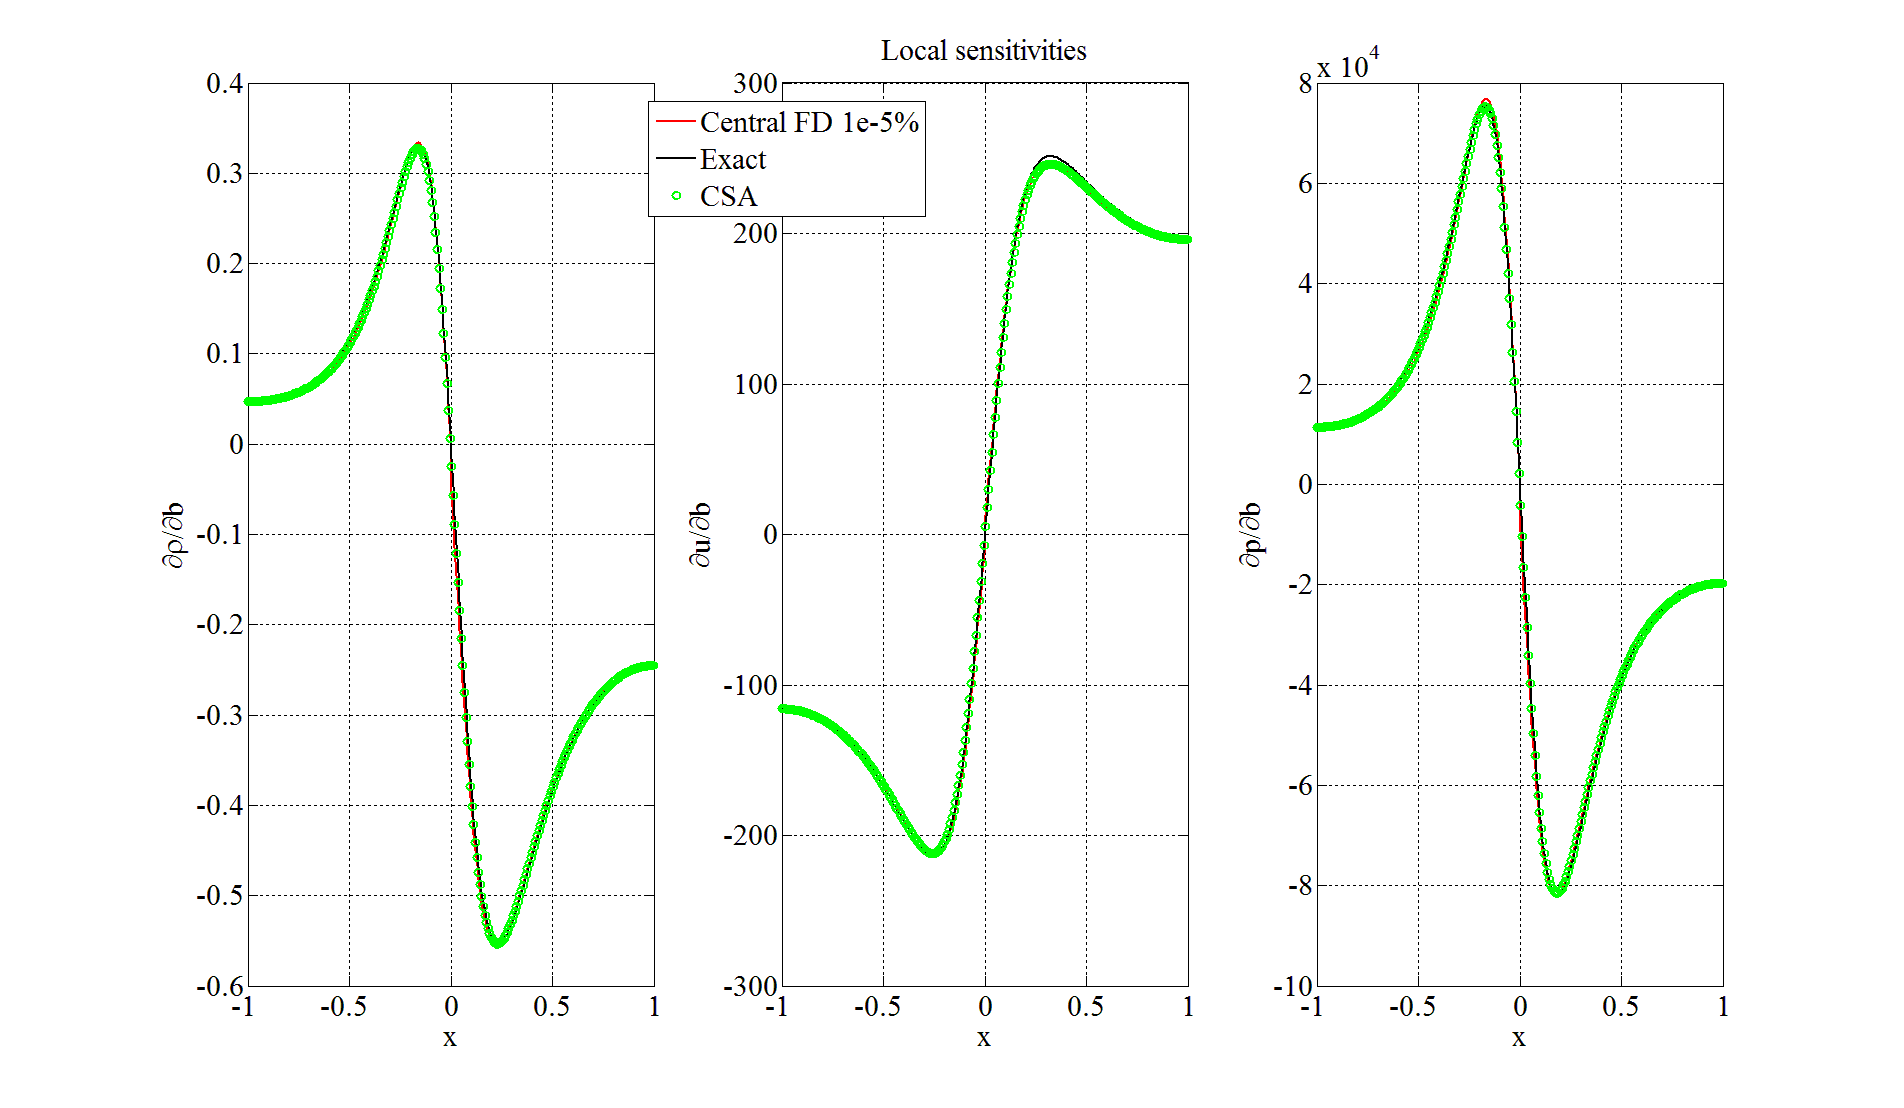 Local sensitivities
0.4
0.3
0.2
0.1
0
-0.1
-0.2
-0.3
-0.4
-0.5
-0.6
∂ρ/∂b
-1 -0.5 0 0.5 1
x
300
200
100
0
-100
-200
-300
∂u/∂b
-1 -0.5 0 0.5 1
x
Central FD 1e-5%
Exact
CSA
x 10⁴
8
6
4
2
0
-2
-4
-6
-8
-10
∂p/∂b
-1 -0.5 0 0.5 1
x